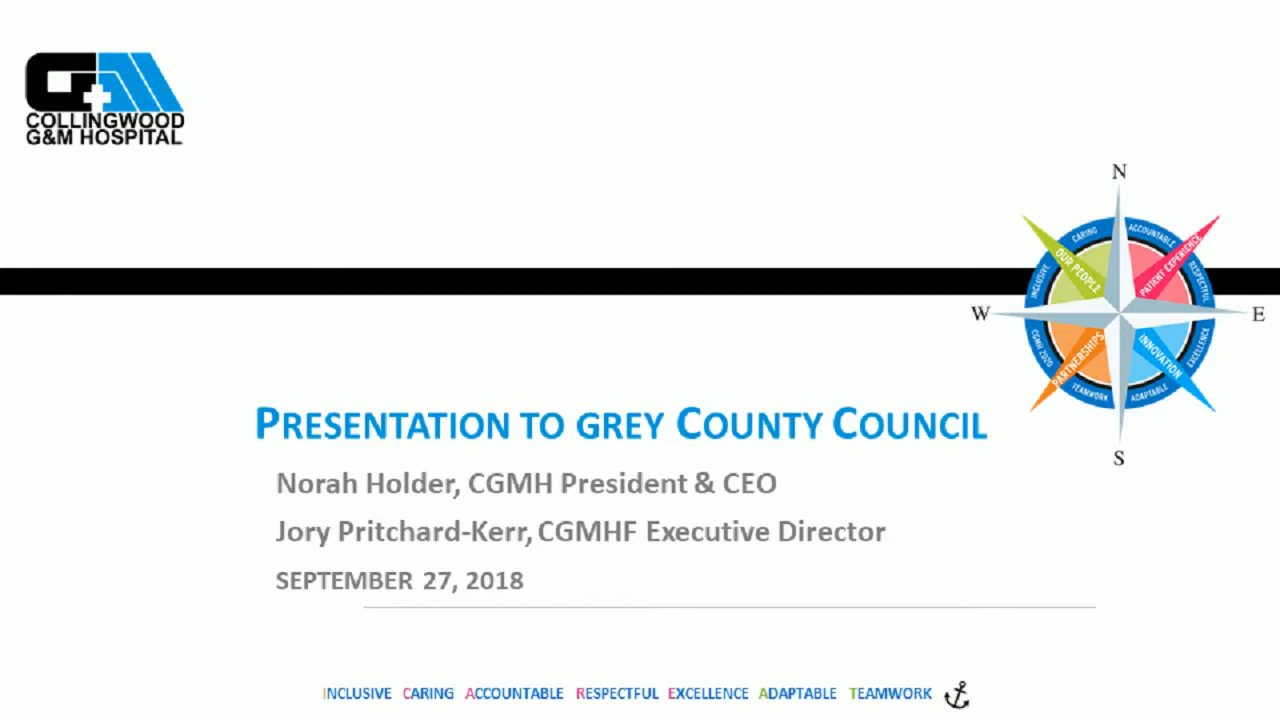 COLLINGWOOD
G&M HOSPITAL
N
CARING
ACCOUNTABLE
OUR PEOPLE
PATIENT EXPERIENCE
INCLUSIVE
RESPECTFUL
W
E
CGMH 2020
PARTNERSHIPS
INNOVATION
EXCELLENCE
TEAMWORK
ADAPTABLE
S
PRESENTATION TO GREY COUNTY COUNCIL
Norah Holder, CGMH President & CEO
Jory Pritchard-Kerr, CGMHF Executive Director
SEPTEMBER 27, 2018
INCLUSIVE CARING ACCOUNTABLE RESPECTFUL EXCELLENCE ADAPTABLE TEAMWORK